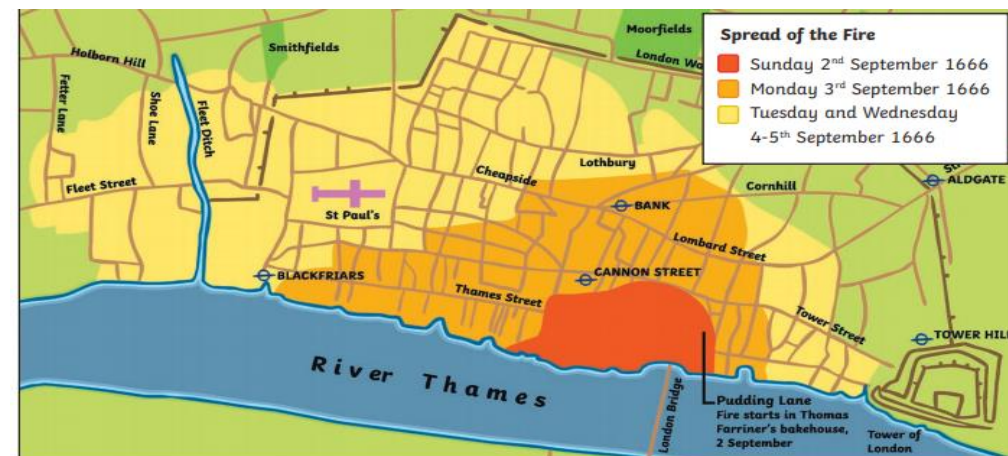 Spread of the Fire
Sunday 2nd September 1666
Monday 3rd September 1666
Tuesday and Wednesday
4-5th September 1666
Moorfields
Smithfields
Holborn Hill
Fetter Lane
Shoe Lane
Fleet Ditch
Fleet Street
St Paul's
Cheapside
Lothbury
Cornhill
ALDGATE
BANK
Lombard Street
CANNON STREET
BLACKFRIARS
Thames Street
Tower Street
TOWER HILL
River Thames
London Bridge
Pudding Lane
Fire starts in Thomas
Farriner's bakehouse,
2 September
Tower of
London